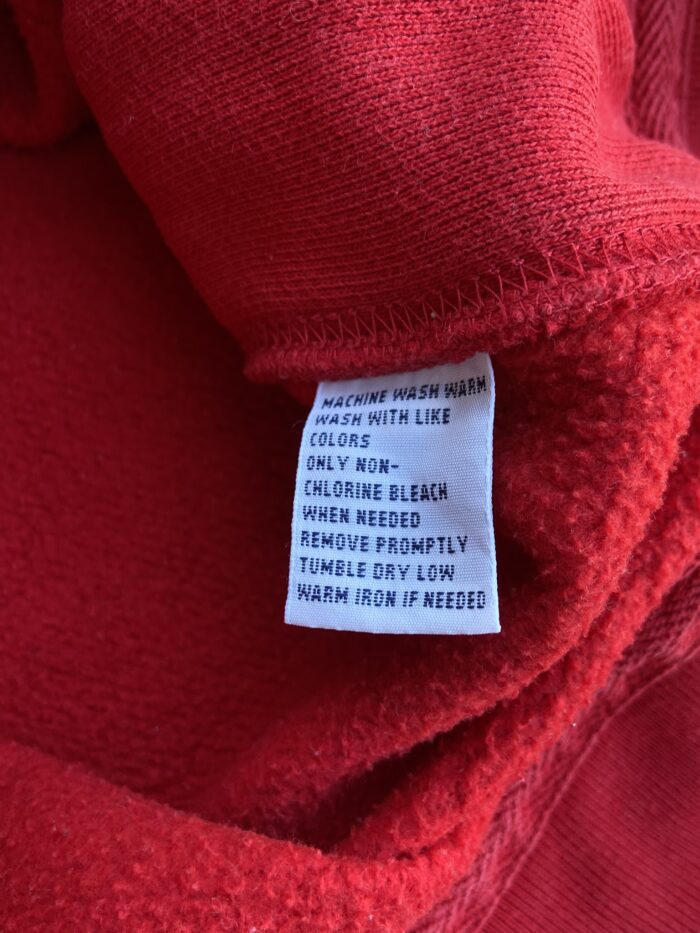 MACHINE WASH WARM
WASH WITH LIKE
COLORS
ONLY NON-
CHLORINE BLEACH
WHEN NEEDED
REMOVE PROMPTLY
TUMBLE DRY LOW
WARM IRON IF NEEDED